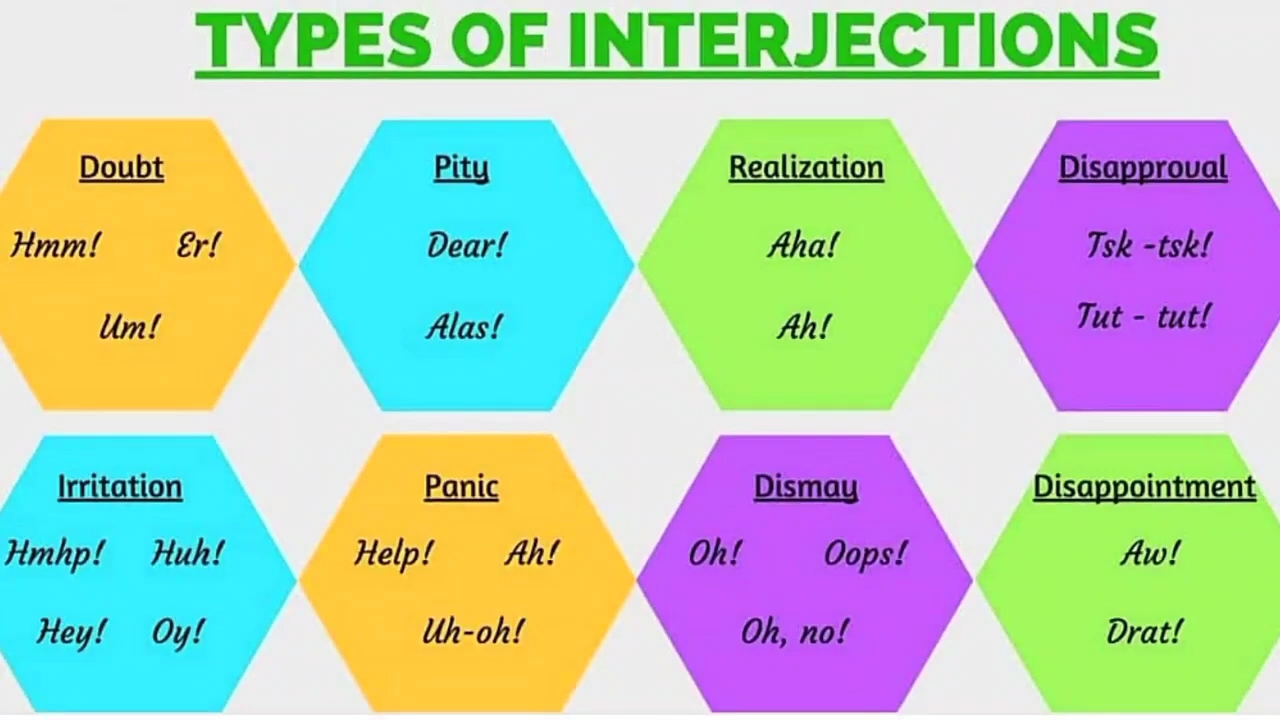 TYPES OF INTERJECTIONS
Doubt
Hmm! Er!
Um!
Pity
Dear!
Alas!
Realization
Aha!
Ah!
Disapproval
Tsk -tsk!
Tut - tut!
Irritation
Hmhp! Huh!
Hey! Oy!
Panic
Help! Ah!
Uh-oh!
Dismay
Oh! Oops!
Oh, no!
Disappointment
Aw!
Drat!